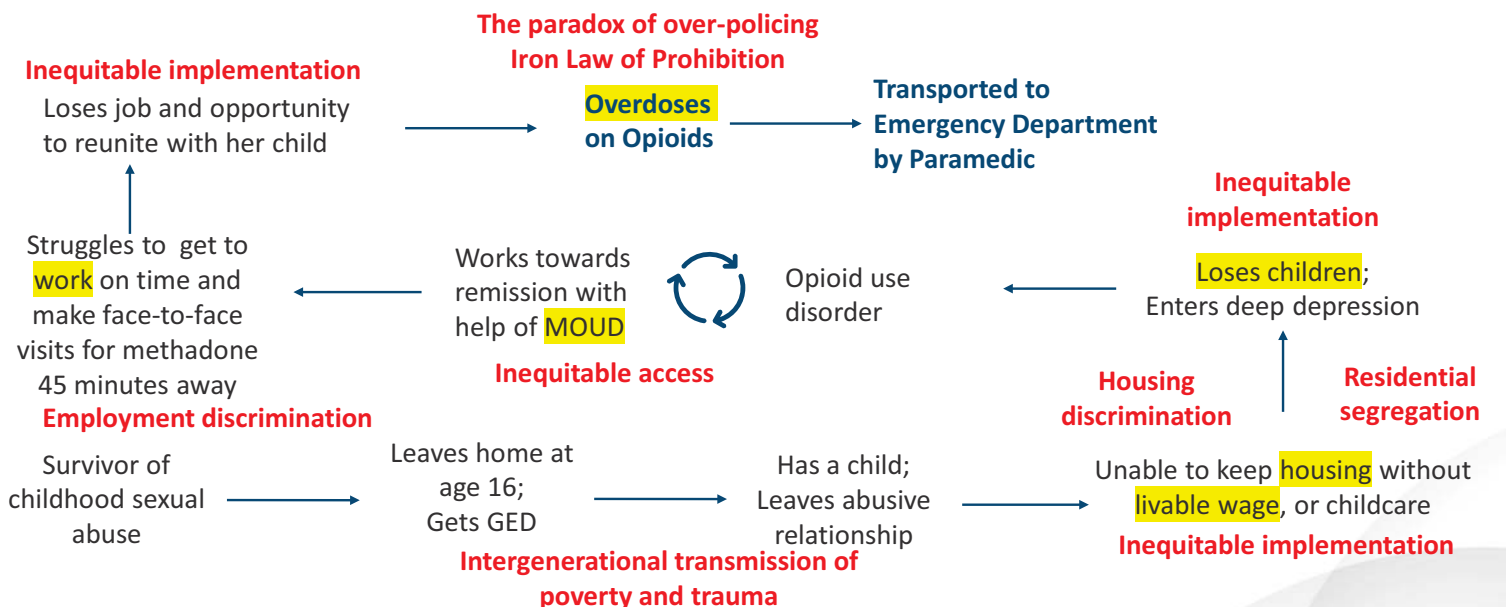 The paradox of over-policing
Iron Law of Prohibition
Inequitable implementation
Loses job and opportunity
to reunite with her child
Overdoses
on Opioids
Transported to
Emergency Department
by Paramedic
Inequitable
implementation
Struggles to get to
work on time and
make face-to-face
visits for methadone
45 minutes away
Employment discrimination
Works towards
remission with
help of MOUD
Inequitable access
Opioid use
disorder
Loses children;
Enters deep depression
Housing
discrimination
Residential
segregation
Survivor of
childhood sexual
abuse
Leaves home at
age 16;
Gets GED
Intergenerational transmission of
poverty and trauma
Has a child;
Leaves abusive
relationship
Unable to keep housing without
livable wage, or childcare
Inequitable implementation